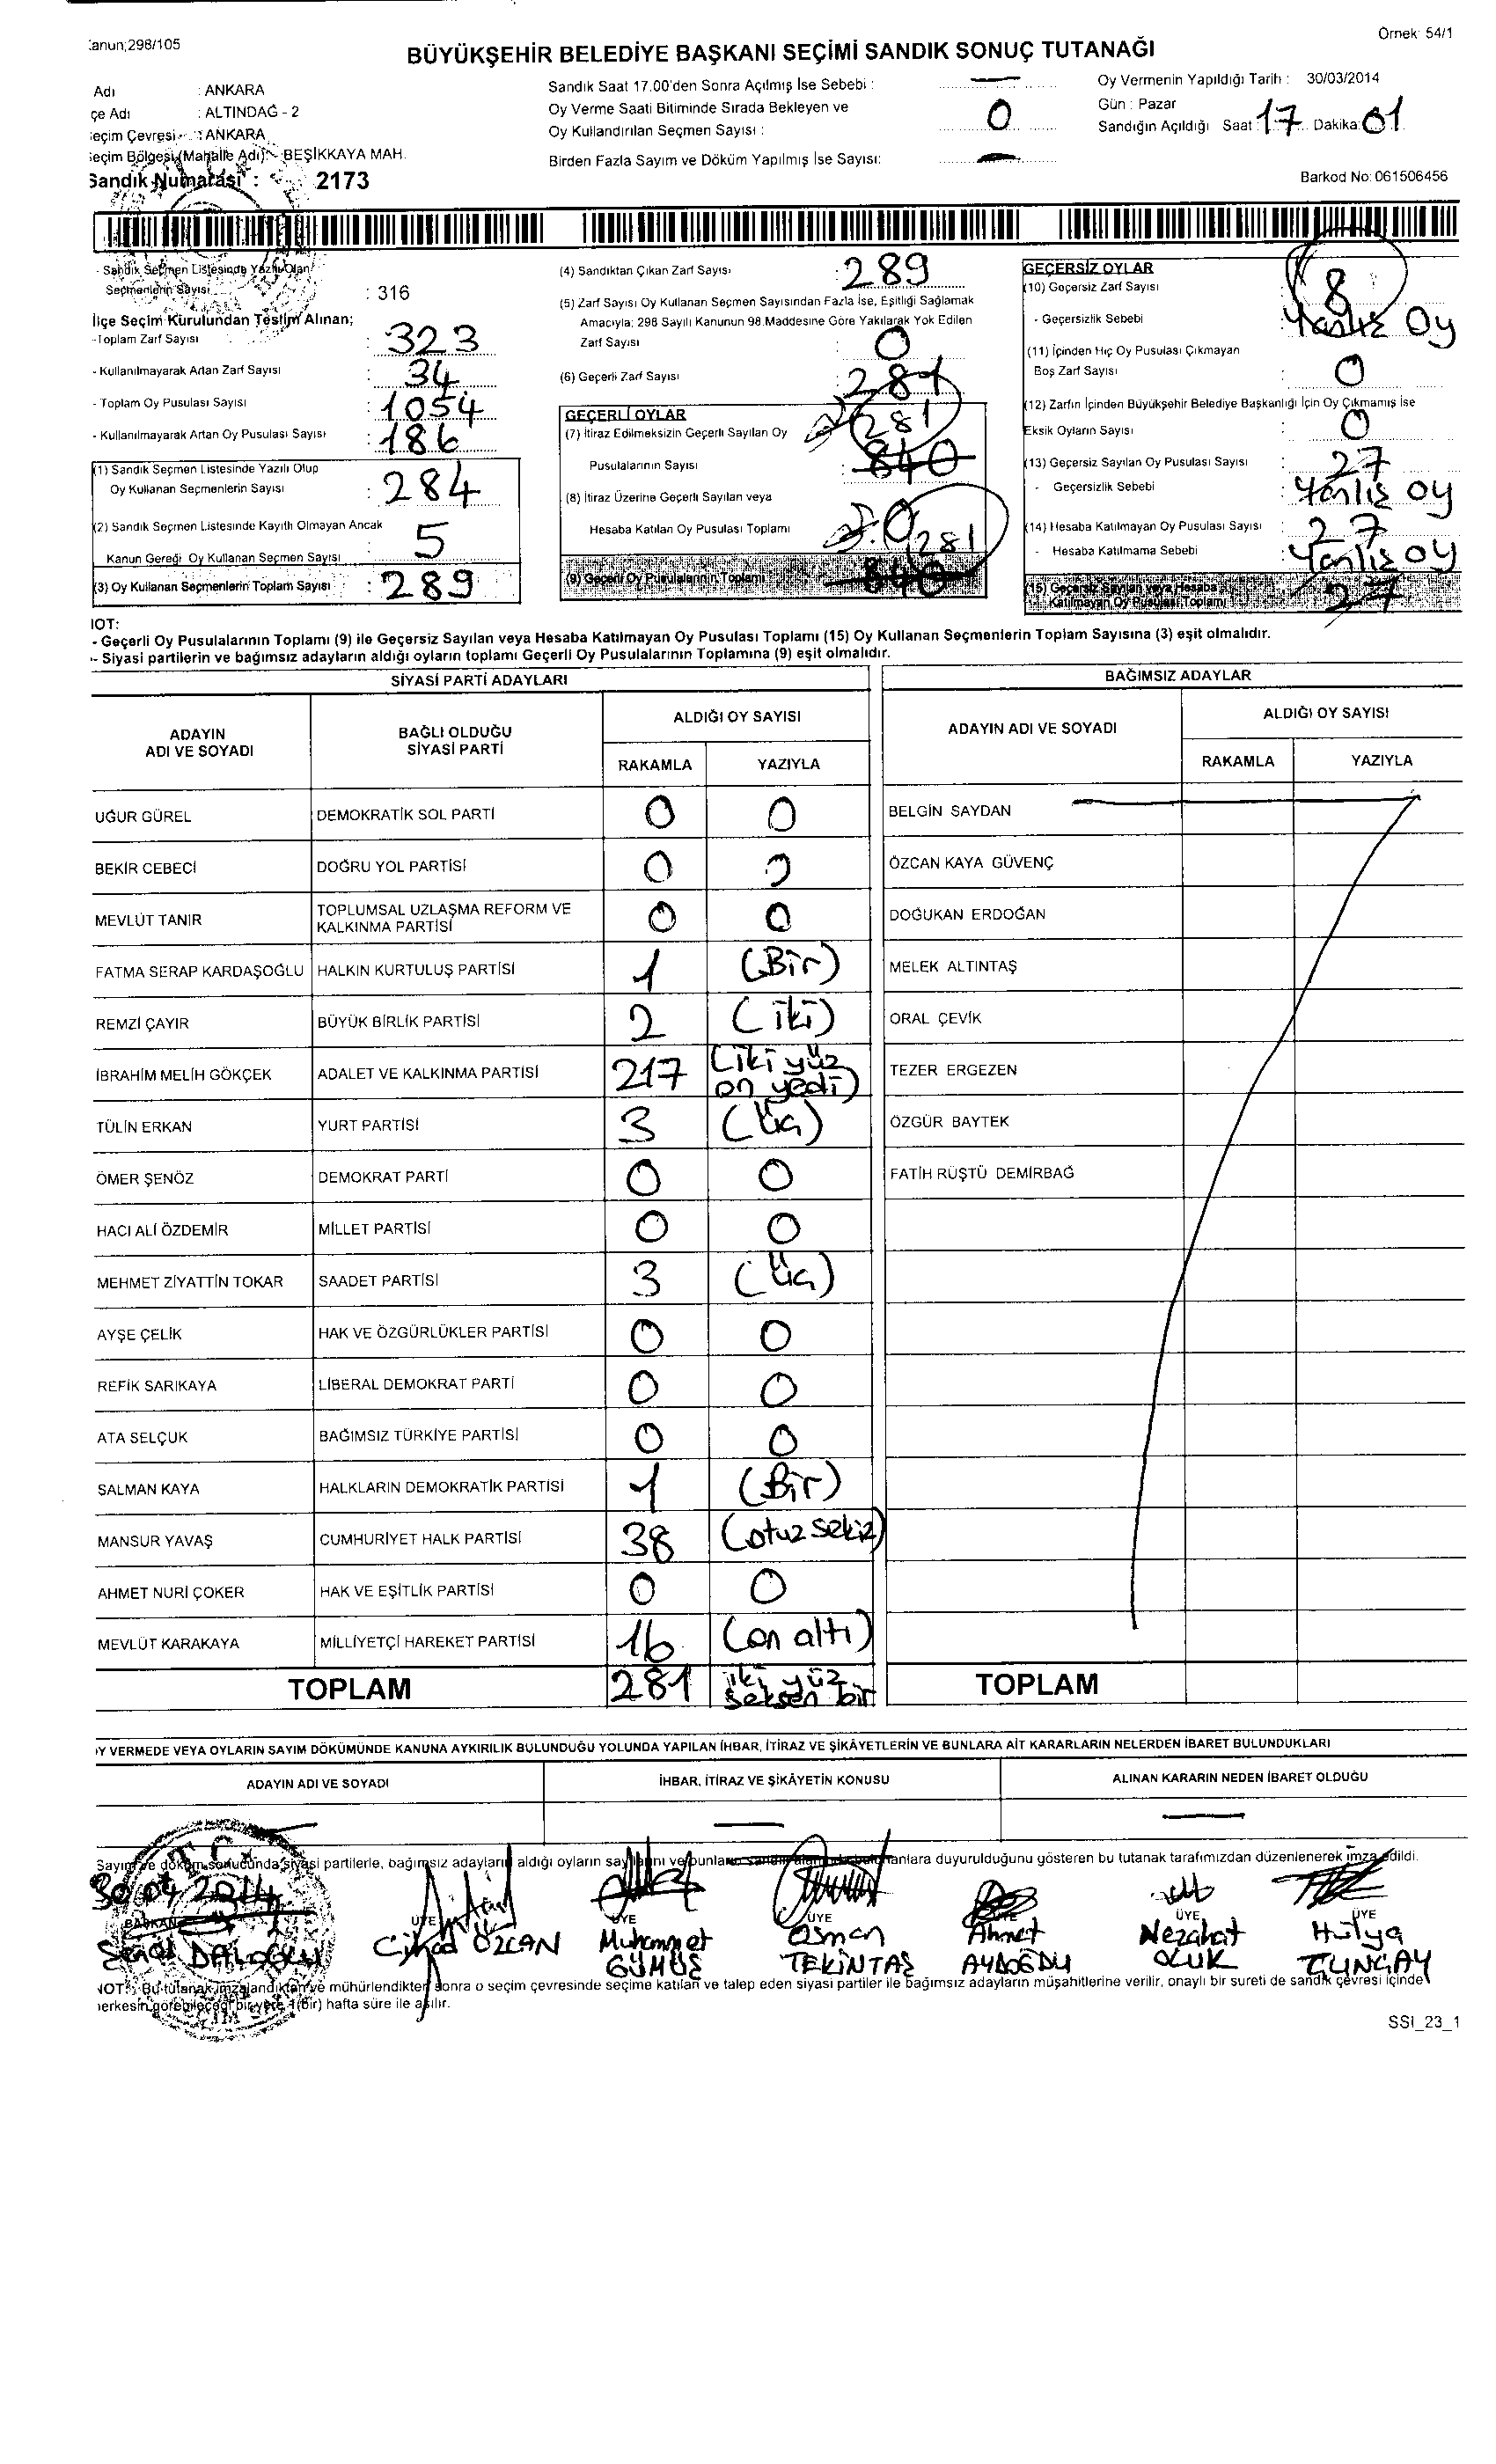 Kanun;298/105
Örnek: 54/1
BÜYÜKŞEHİR BELEDİYE BAŞKANI SEÇİMİ SANDIK SONUÇ TUTANAĞI
Adı : ANKARA
çe Adı : ALTINDAĞ - 2
eçim Çevresi : ANKARA
eçim Bölgesi(Mahalle Adı) BEŞİKKAYA MAH.
Sandık Numarası : 2173
Sandık Saat 17.00'den Sonra Açılmış İse Sebebi : —
Oy Verme Saati Bitiminde Sırada Bekleyen ve
Oy Kullandırılan Seçmen Sayısı : 0
Birden Fazla Sayım ve Döküm Yapılmış İse Sayısı: —
Oy Vermenin Yapıldığı Tarih : 30/03/2014
Gün : Pazar
Sandığın Açıldığı Saat : 17 Dakika: 01
Barkod No: 061506456
- Sandık Seçmen Listesinde Yazılı Olan
Seçmenlerin Sayısı : 316
İlçe Seçim Kurulundan Teslim Alınan;
-Toplam Zarf Sayısı : 323
- Kullanılmayarak Artan Zarf Sayısı : 34
- Toplam Oy Pusulası Sayısı : 1054
- Kullanılmayarak Artan Oy Pusulası Sayısı : 186
(1) Sandık Seçmen Listesinde Yazılı Olup
Oy Kullanan Seçmenlerin Sayısı : 284
(2) Sandık Seçmen Listesinde Kayıtlı Olmayan Ancak
Kanun Gereği Oy Kullanan Seçmen Sayısı : 5
(3) Oy Kullanan Seçmenlerin Toplam Sayısı : 289
(4) Sandıktan Çıkan Zarf Sayısı : 289
(5) Zarf Sayısı Oy Kullanan Seçmen Sayısından Fazla İse, Eşitliği Sağlamak
Amacıyla; 298 Sayılı Kanunun 98.Maddesine Göre Yakılarak Yok Edilen
Zarf Sayısı : 0
(6) Geçerli Zarf Sayısı : 281
GEÇERLİ OYLAR
(7) İtiraz Edilmeksizin Geçerli Sayılan Oy 281
Pusulalarının Sayısı : 840
(8) İtiraz Üzerine Geçerli Sayılan veya
Hesaba Katılan Oy Pusulası Toplamı : 0
281
(9) Geçerli Oy Pusulalarının Toplamı : 840
GEÇERSİZ OYLAR
(10) Geçersiz Zarf Sayısı : 8
- Geçersizlik Sebebi : Yanlış Oy
(11) İçinden Hiç Oy Pusulası Çıkmayan
Boş Zarf Sayısı : 0
(12) Zarfın İçinden Büyükşehir Belediye Başkanlığı İçin Oy Çıkmamış İse
Eksik Oyların Sayısı : 0
(13) Geçersiz Sayılan Oy Pusulası Sayısı : 27
- Geçersizlik Sebebi : Yanlış oy
(14) Hesaba Katılmayan Oy Pusulası Sayısı : 27
- Hesaba Katılmama Sebebi : Yanlis oy
(15) Geçersiz Sayılan veya Hesaba
Katılmayan Oy Pusulası Toplamı : 27
NOT:
- Geçerli Oy Pusulalarının Toplamı (9) ile Geçersiz Sayılan veya Hesaba Katılmayan Oy Pusulası Toplamı (15) Oy Kullanan Seçmenlerin Toplam Sayısına (3) eşit olmalıdır.
- Siyasi partilerin ve bağımsız adayların aldığı oyların toplamı Geçerli Oy Pusulalarının Toplamına (9) eşit olmalıdır.
SİYASİ PARTİ ADAYLARI
BAĞIMSIZ ADAYLAR
ADAYIN ADI VE SOYADI BAĞLI OLDUĞU SİYASİ PARTİ ALDIĞI OY SAYISI RAKAMLA YAZIYLA
ADAYIN ADI VE SOYADI ALDIĞI OY SAYISI RAKAMLA YAZIYLA
UĞUR GÜREL DEMOKRATİK SOL PARTİ 0 0 BELGİN SAYDAN
BEKİR CEBECİ DOĞRU YOL PARTİSİ 0 0 ÖZCAN KAYA GÜVENÇ
MEVLÜT TANIR TOPLUMSAL UZLAŞMA REFORM VE KALKINMA PARTİSİ 0 0 DOĞUKAN ERDOĞAN
FATMA SERAP KARDAŞOĞLU HALKIN KURTULUŞ PARTİSİ 1 (Bir) MELEK ALTINTAŞ
REMZİ ÇAYIR BÜYÜK BİRLİK PARTİSİ 2 (iki) ORAL ÇEVİK
İBRAHİM MELİH GÖKÇEK ADALET VE KALKINMA PARTİSİ 217 (iki yüz on yedi) TEZER ERGEZEN
TÜLİN ERKAN YURT PARTİSİ 3 (Üç) ÖZGÜR BAYTEK
ÖMER ŞENÖZ DEMOKRAT PARTİ 0 0 FATİH RÜŞTÜ DEMİRBAĞ
HACI ALİ ÖZDEMİR MİLLET PARTİSİ 0 0
MEHMET ZİYATTİN TOKAR SAADET PARTİSİ 3 (Üç)
AYŞE ÇELİK HAK VE ÖZGÜRLÜKLER PARTİSİ 0 0
REFİK SARIKAYA LİBERAL DEMOKRAT PARTİ 0 0
ATA SELÇUK BAĞIMSIZ TÜRKİYE PARTİSİ 0 0
SALMAN KAYA HALKLARIN DEMOKRATİK PARTİSİ 1 (Bir)
MANSUR YAVAŞ CUMHURİYET HALK PARTİSİ 38 (otuz sekiz)
AHMET NURİ ÇOKER HAK VE EŞİTLİK PARTİSİ 0 0
MEVLÜT KARAKAYA MİLLİYETÇİ HAREKET PARTİSİ 16 (on altı)
TOPLAM 281 iki yüz seksen bir TOPLAM
OY VERMEDE VEYA OYLARIN SAYIM DÖKÜMÜNDE KANUNA AYKIRILIK BULUNDUĞU YOLUNDA YAPILAN İHBAR, İTİRAZ VE ŞİKÂYETLERİN VE BUNLARA AİT KARARLARIN NELERDEN İBARET BULUNDUKLARI
ADAYIN ADI VE SOYADI İHBAR, İTİRAZ VE ŞİKÂYETİN KONUSU ALINAN KARARIN NEDEN İBARET OLDUĞU
Sayım ve döküm sonucunda siyasi partilerle, bağımsız adayların aldığı oyların sayılarını ve bunların duyurulduğunu gösteren bu tutanak tarafımızdan düzenlenerek imza edildi.
BAŞKAN ÜYE ÜYE ÜYE ÜYE ÜYE
Cihad ÖZCAN Muhammet GÜMÜŞ Osman TEKİNTAŞ Ahmet AYDOĞDU Nezahat OLUK Hülya TUNCAY
NOT: Bu tutanak imzalandıktan ve mühürlendikten sonra o seçim çevresinde seçime katılan ve talep eden siyasi partiler ile bağımsız adayların müşahitlerine verilir, onaylı bir sureti de sandık çevresi içinde
herkesin görebileceği bir yere 1(bir) hafta süre ile asılır.
SSI_23_1